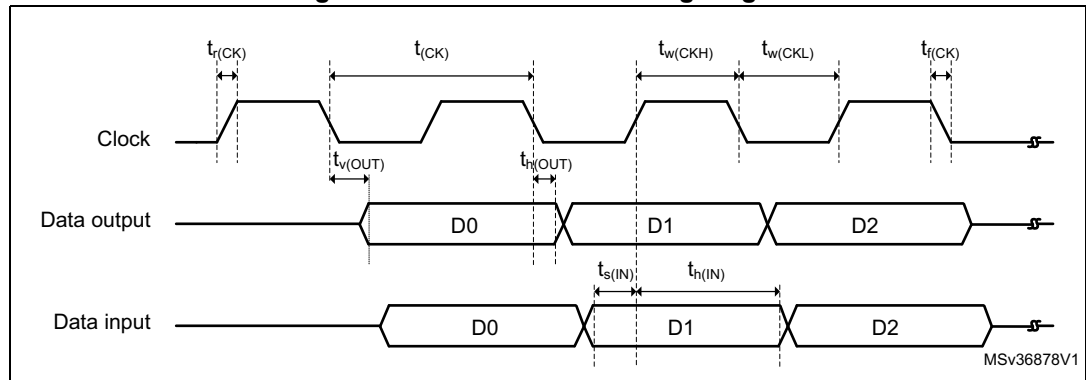 tr(CK) t(CK) tw(CKH) tw(CKL) tf(CK)
Clock
tv(OUT) th(OUT)
Data output D0 D1 D2
ts(IN) th(IN)
Data input D0 D1 D2
MSv36878V1